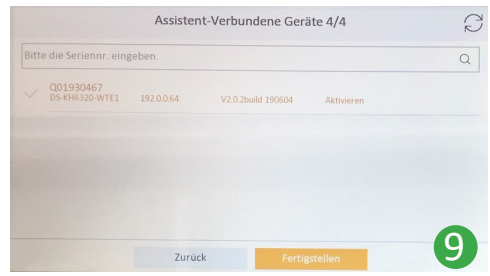 Assistent-Verbundene Geräte 4/4
Bitte die Seriennr. eingeben.
Q01930467
DS-KH6320-WTE1 192.0.0.64 V2.0.2build 190604 Aktivieren
Zurück Fertigstellen
9